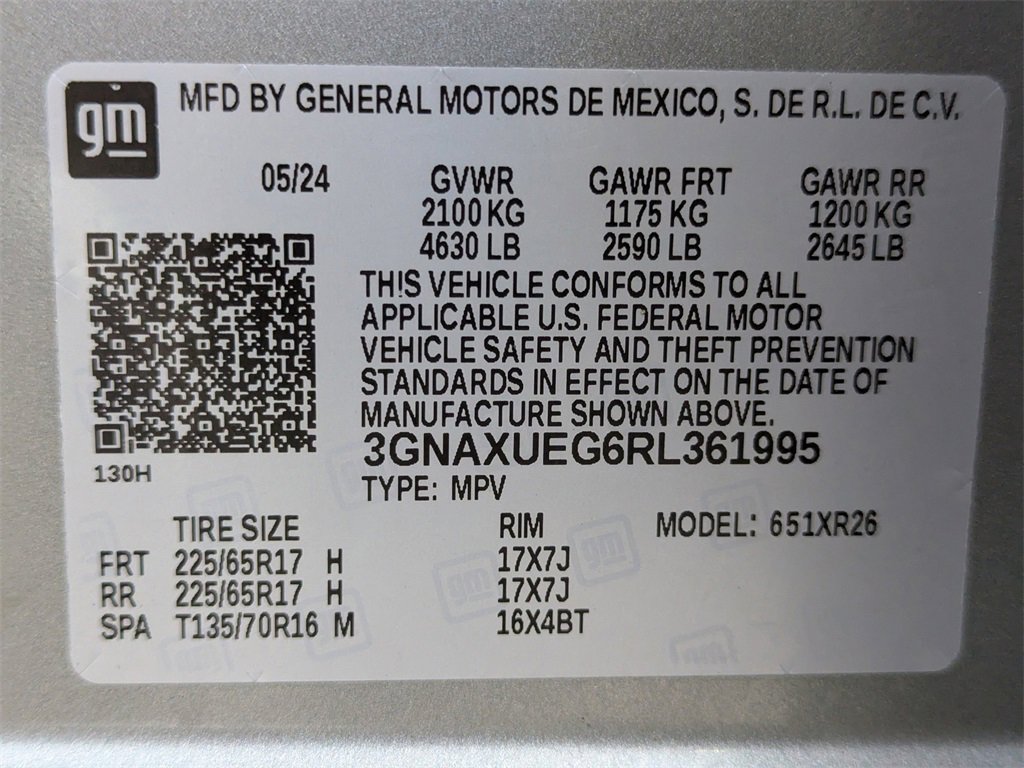 gm
MFD BY GENERAL MOTORS DE MEXICO, S. DE R.L. DE C.V.
05/24 GVWR GAWR FRT GAWR RR
2100 KG 1175 KG 1200 KG
4630 LB 2590 LB 2645 LB
THIS VEHICLE CONFORMS TO ALL
APPLICABLE U.S. FEDERAL MOTOR
VEHICLE SAFETY AND THEFT PREVENTION
STANDARDS IN EFFECT ON THE DATE OF
MANUFACTURE SHOWN ABOVE.
3GNAXUEG6RL361995
130H
TYPE: MPV
TIRE SIZE RIM MODEL: 651XR26
FRT 225/65R17 H 17X7J
RR 225/65R17 H 17X7J
SPA T135/70R16 M 16X4BT